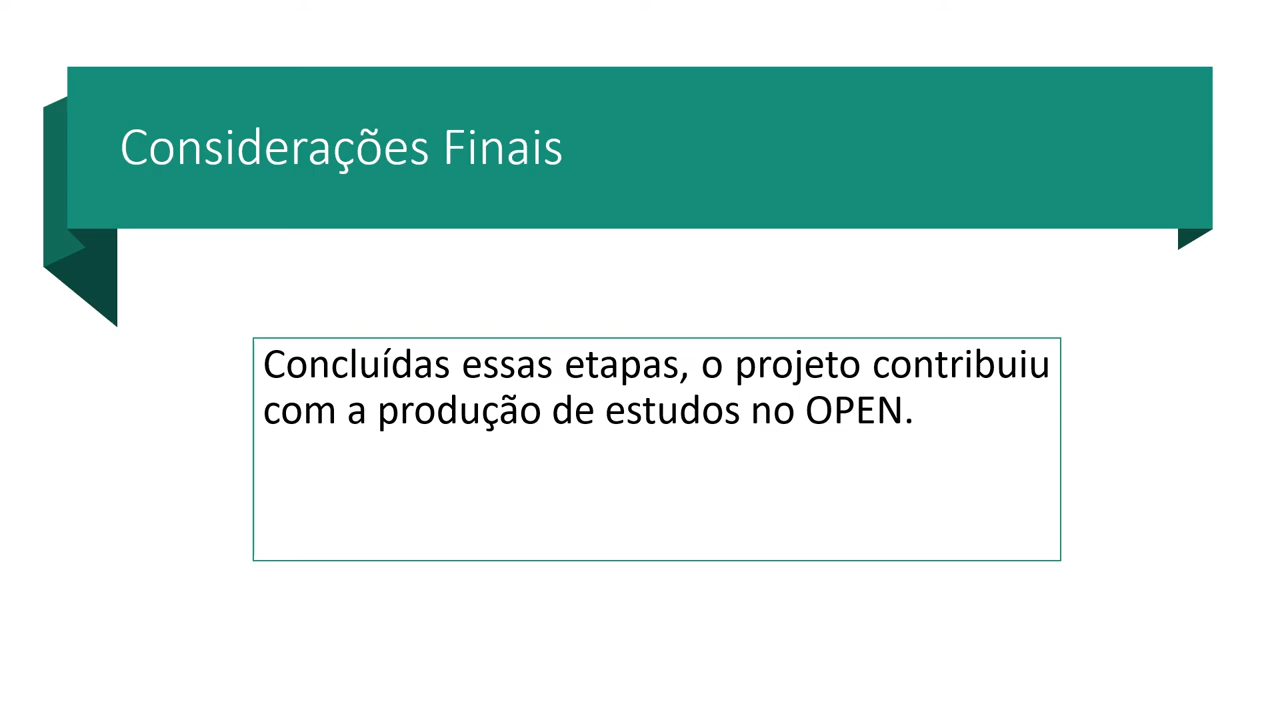 Considerações Finais
Concluídas essas etapas, o projeto contribuiu
com a produção de estudos no OPEN.